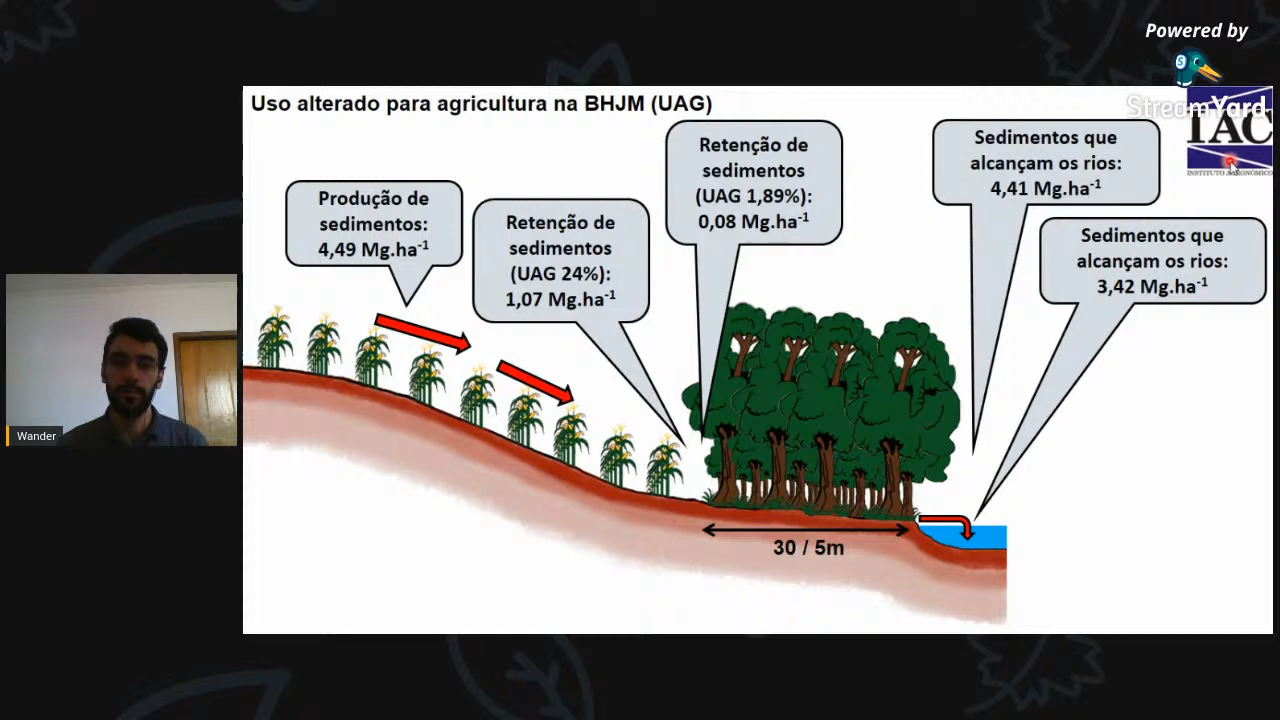 Powered by
StreamYard
IAC
INSTITUTO AGRONÔMICO
Uso alterado para agricultura na BHJM (UAG)
Produção de
sedimentos:
4,49 Mg.ha⁻¹
Retenção de
sedimentos
(UAG 24%):
1,07 Mg.ha⁻¹
Retenção de
sedimentos
(UAG 1,89%):
0,08 Mg.ha⁻¹
Sedimentos que
alcançam os rios:
4,41 Mg.ha⁻¹
Sedimentos que
alcançam os rios:
3,42 Mg.ha⁻¹
30 / 5m
Wander